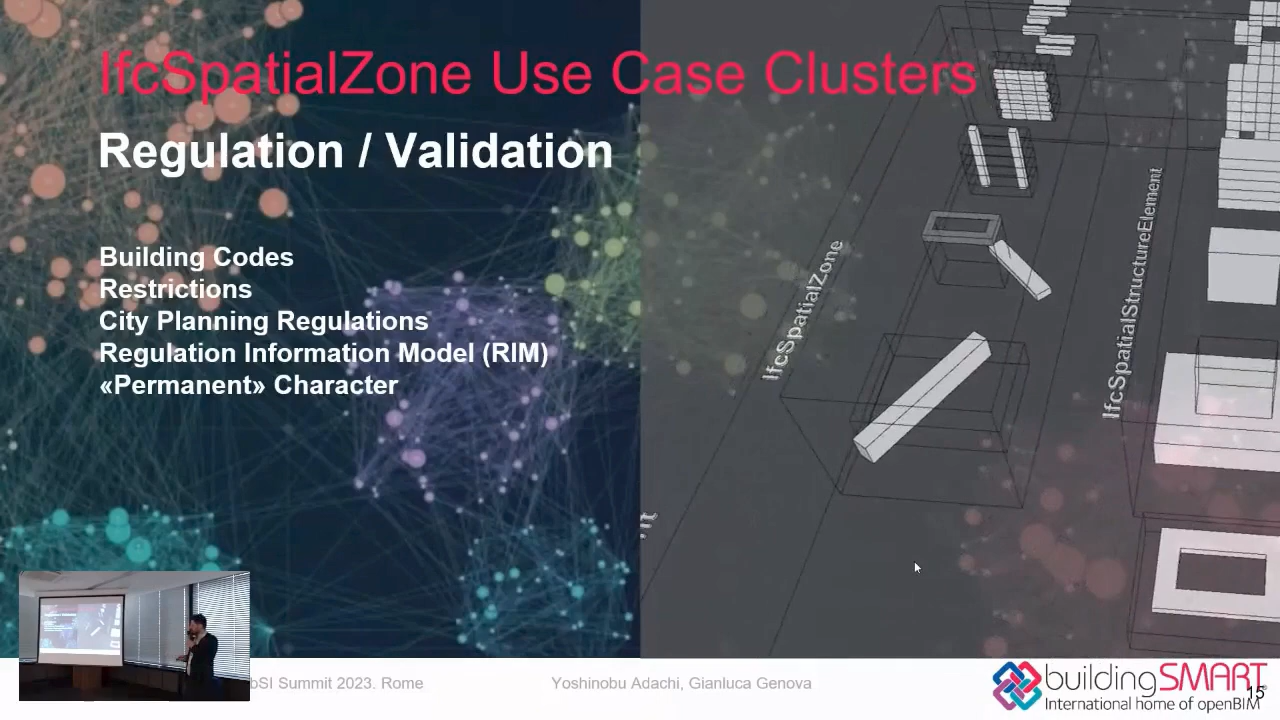 IfcSpatialZone Use Case Clusters
Regulation / Validation
Building Codes
Restrictions
City Planning Regulations
Regulation Information Model (RIM)
«Permanent» Character
IfcSpatialZone
IfcSpatialStructureElement
bSI Summit 2023. Rome
Yoshinobu Adachi, Gianluca Genova
buildingSMART®
International home of openBIM
15